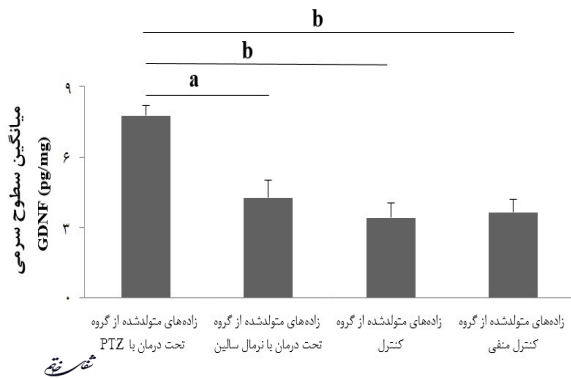 b
b
a
میانگین سطوح سرمی
GDNF (pg/mg)
۹
۶
۳
۰
زاده‌های متولدشده از گروه
تحت درمان با PTZ
زاده‌های متولدشده از گروه
تحت درمان با نرمال سالین
زاده‌های متولدشده از گروه
کنترل
زاده‌های متولدشده از گروه
کنترل منفی
شفای خاتم